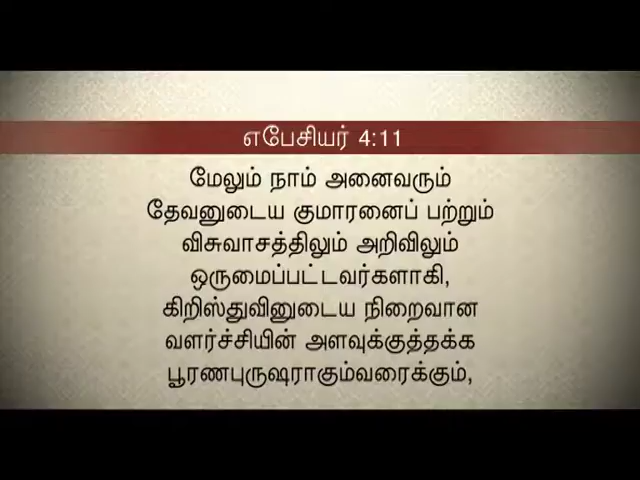 எபேசியர் 4:11
மேலும் நாம் அனைவரும்
தேவனுடைய குமாரனைப் பற்றும்
விசுவாசத்திலும் அறிவிலும்
ஒருமைப்பட்டவர்களாகி,
கிறிஸ்துவினுடைய நிறைவான
வளர்ச்சியின் அளவுக்குத்தக்க
பூரணபுருஷராகும்வரைக்கும்,